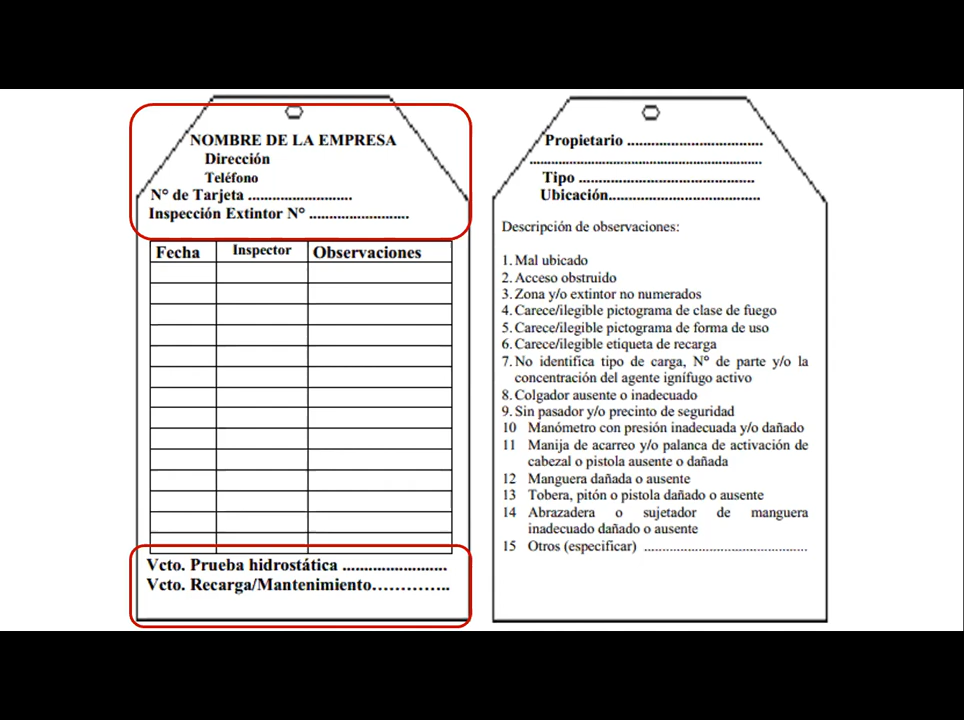 NOMBRE DE LA EMPRESA
Dirección
Teléfono
N° de Tarjeta ..........................
Inspección Extintor N° .........................
Fecha Inspector Observaciones
Vcto. Prueba hidrostática .........................
Vcto. Recarga/Mantenimiento…………..
Propietario ..................................
..............................................................
Tipo ............................................
Ubicación......................................
Descripción de observaciones:
1. Mal ubicado
2. Acceso obstruido
3. Zona y/o extintor no numerados
4. Carece/ilegible pictograma de clase de fuego
5. Carece/ilegible pictograma de forma de uso
6. Carece/ilegible etiqueta de recarga
7. No identifica tipo de carga, N° de parte y/o la
concentración del agente ignífugo activo
8. Colgador ausente o inadecuado
9. Sin pasador y/o precinto de seguridad
10 Manómetro con presión inadecuada y/o dañado
11 Manija de acarreo y/o palanca de activación de
cabezal o pistola ausente o dañada
12 Manguera dañada o ausente
13 Tobera, pitón o pistola dañado o ausente
14 Abrazadera o sujetador de manguera
inadecuado dañado o ausente
15 Otros (especificar) ...........................................